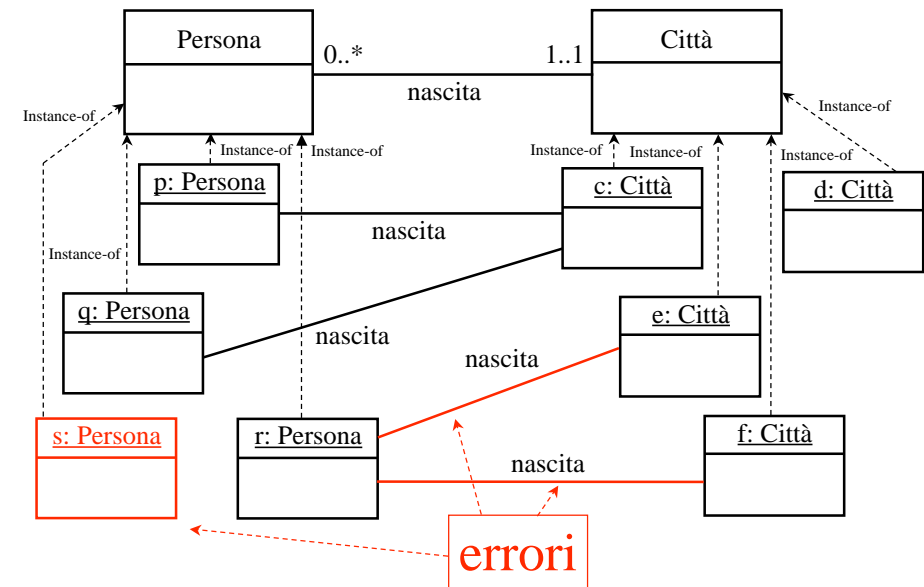 Persona
0..*
1..1
Città
nascita
Instance-of
Instance-of
Instance-of
Instance-of
Instance-of
Instance-of
Instance-of
p: Persona
c: Città
d: Città
nascita
Instance-of
q: Persona
e: Città
nascita
nascita
s: Persona
r: Persona
f: Città
nascita
errori